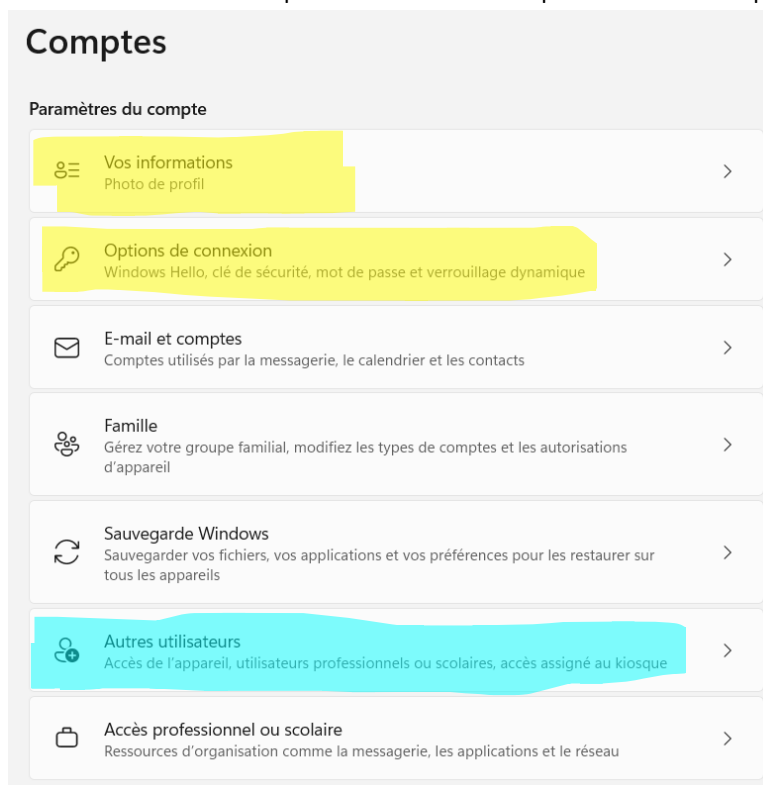 Comptes
Paramètres du compte
Vos informations
Photo de profil
Options de connexion
Windows Hello, clé de sécurité, mot de passe et verrouillage dynamique
E-mail et comptes
Comptes utilisés par la messagerie, le calendrier et les contacts
Famille
Gérez votre groupe familial, modifiez les types de comptes et les autorisations
d'appareil
Sauvegarde Windows
Sauvegarder vos fichiers, vos applications et vos préférences pour les restaurer sur
tous les appareils
Autres utilisateurs
Accès de l'appareil, utilisateurs professionnels ou scolaires, accès assigné au kiosque
Accès professionnel ou scolaire
Ressources d'organisation comme la messagerie, les applications et le réseau